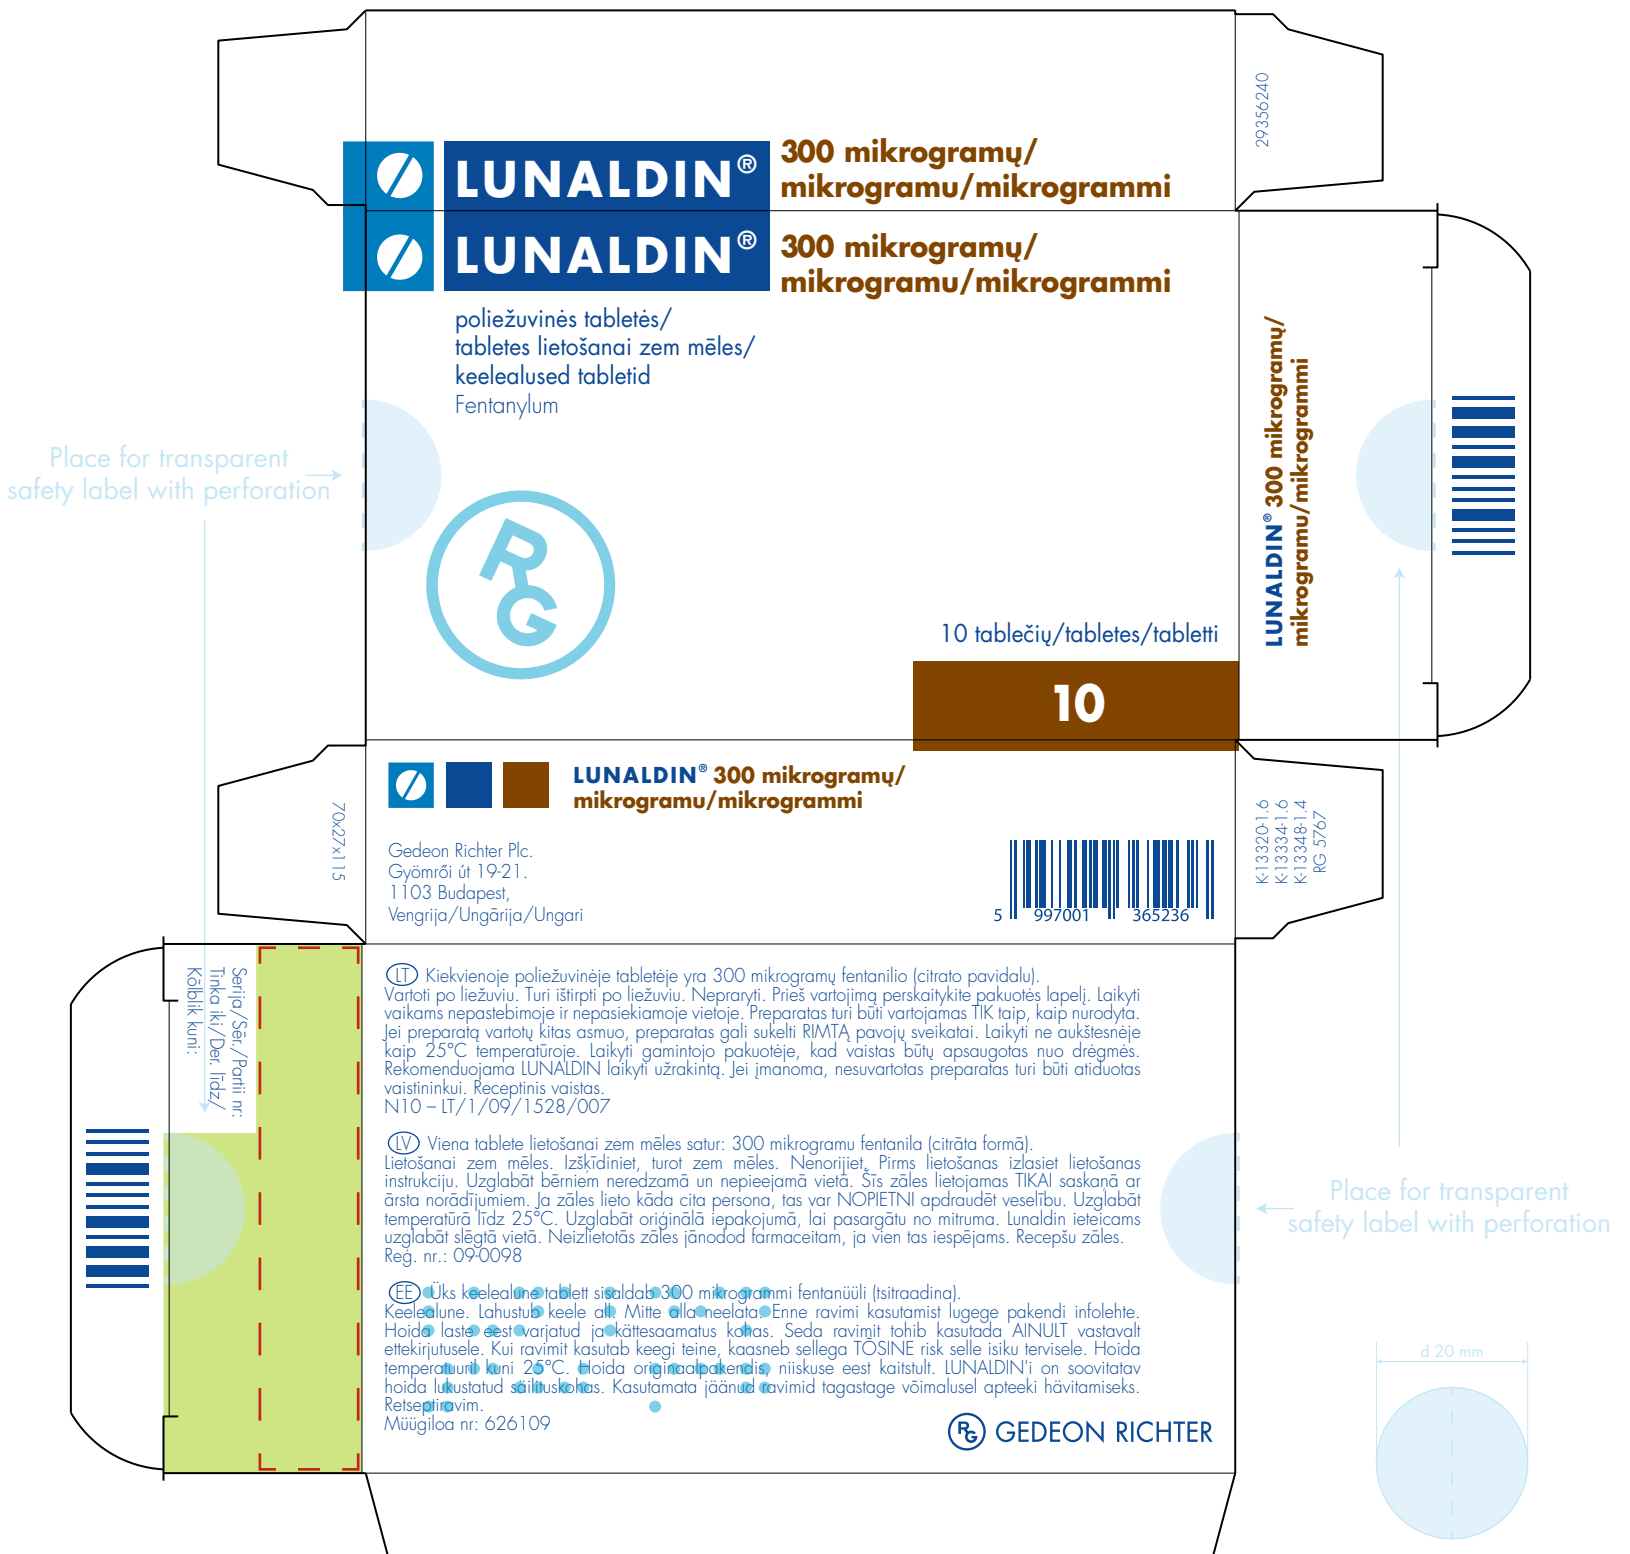 29356240
LUNALDIN® 300 mikrogramų/
mikrogramu/mikrogrammi
LUNALDIN® 300 mikrogramų/
mikrogramu/mikrogrammi
poliežuvinės tabletės/
tabletes lietošanai zem mēles/
keelealused tabletid
Fentanylum
Place for transparent
safety label with perforation
RG
10 tablečių/tabletes/tabletti
10
LUNALDIN® 300 mikrogramų/
mikrogramu/mikrogrammi
LUNALDIN® 300 mikrogramų/
mikrogramu/mikrogrammi
70x27x115
Gedeon Richter Plc.
Gyömrői út 19-21.
1103 Budapest,
Vengrija/Ungārija/Ungari
5 997001 365236
K-13320-1.6
K-13334-1.6
K-13348-1.4
RG 5767
Serija/Sēr./Partii nr:
Tinka iki/Der. līdz/
Kõlblik kuni:
LT Kiekvienoje poliežuvinėje tabletėje yra 300 mikrogramų fentanilio (citrato pavidalu).
Vartoti po liežuviu. Turi ištirpti po liežuviu. Nepraryti. Prieš vartojimą perskaitykite pakuotės lapelį. Laikyti
vaikams nepastebimoje ir nepasiekiamoje vietoje. Preparatas turi būti vartojamas TIK taip, kaip nurodyta.
Jei preparatą vartotų kitas asmuo, preparatas gali sukelti RIMTĄ pavojų sveikatai. Laikyti ne aukštesnėje
kaip 25°C temperatūroje. Laikyti gamintojo pakuotėje, kad vaistas būtų apsaugotas nuo drėgmės.
Rekomenduojama LUNALDIN laikyti užrakintą. Jei įmanoma, nesuvartotas preparatas turi būti atiduotas
vaistininkui. Receptinis vaistas.
N10 – LT/1/09/1528/007
LV Viena tablete lietošanai zem mēles satur: 300 mikrogramu fentanila (citrāta formā).
Lietošanai zem mēles. Izšķīdiniet, turot zem mēles. Nenorijiet. Pirms lietošanas izlasiet lietošanas
instrukciju. Uzglabāt bērniem neredzamā un nepieejamā vietā. Šīs zāles lietojamas TIKAI saskaņā ar
ārsta norādījumiem. Ja zāles lieto kāda cita persona, tas var NOPIETNI apdraudēt veselību. Uzglabāt
temperatūrā līdz 25°C. Uzglabāt oriģinālā iepakojumā, lai pasargātu no mitruma. Lunaldin ieteicams
uzglabāt slēgtā vietā. Neizlietotās zāles jānodod farmaceitam, ja vien tas iespējams. Recepšu zāles.
Reģ. nr.: 09-0098
EE Üks keelealune tablett sisaldab 300 mikrogrammi fentanüüli (tsitraadina).
Keelealune. Lahustub keele all. Mitte alla neelata. Enne ravimi kasutamist lugege pakendi infolehte.
Hoida laste eest varjatud ja kättesaamatus kohas. Seda ravimit tohib kasutada AINULT vastavalt
ettekirjutusele. Kui ravimit kasutab keegi teine, kaasneb sellega TÕSINE risk selle isiku tervisele. Hoida
temperatuuril kuni 25°C. Hoida originaalpakendis, niiskuse eest kaitstult. LUNALDIN'i on soovitatav
hoida lukustatud säilituskohas. Kasutamata jäänud ravimid tagastage võimalusel apteeki hävitamiseks.
Retseptiravim.
Müügiloa nr: 626109
RG GEDEON RICHTER
Place for transparent
safety label with perforation
d 20 mm